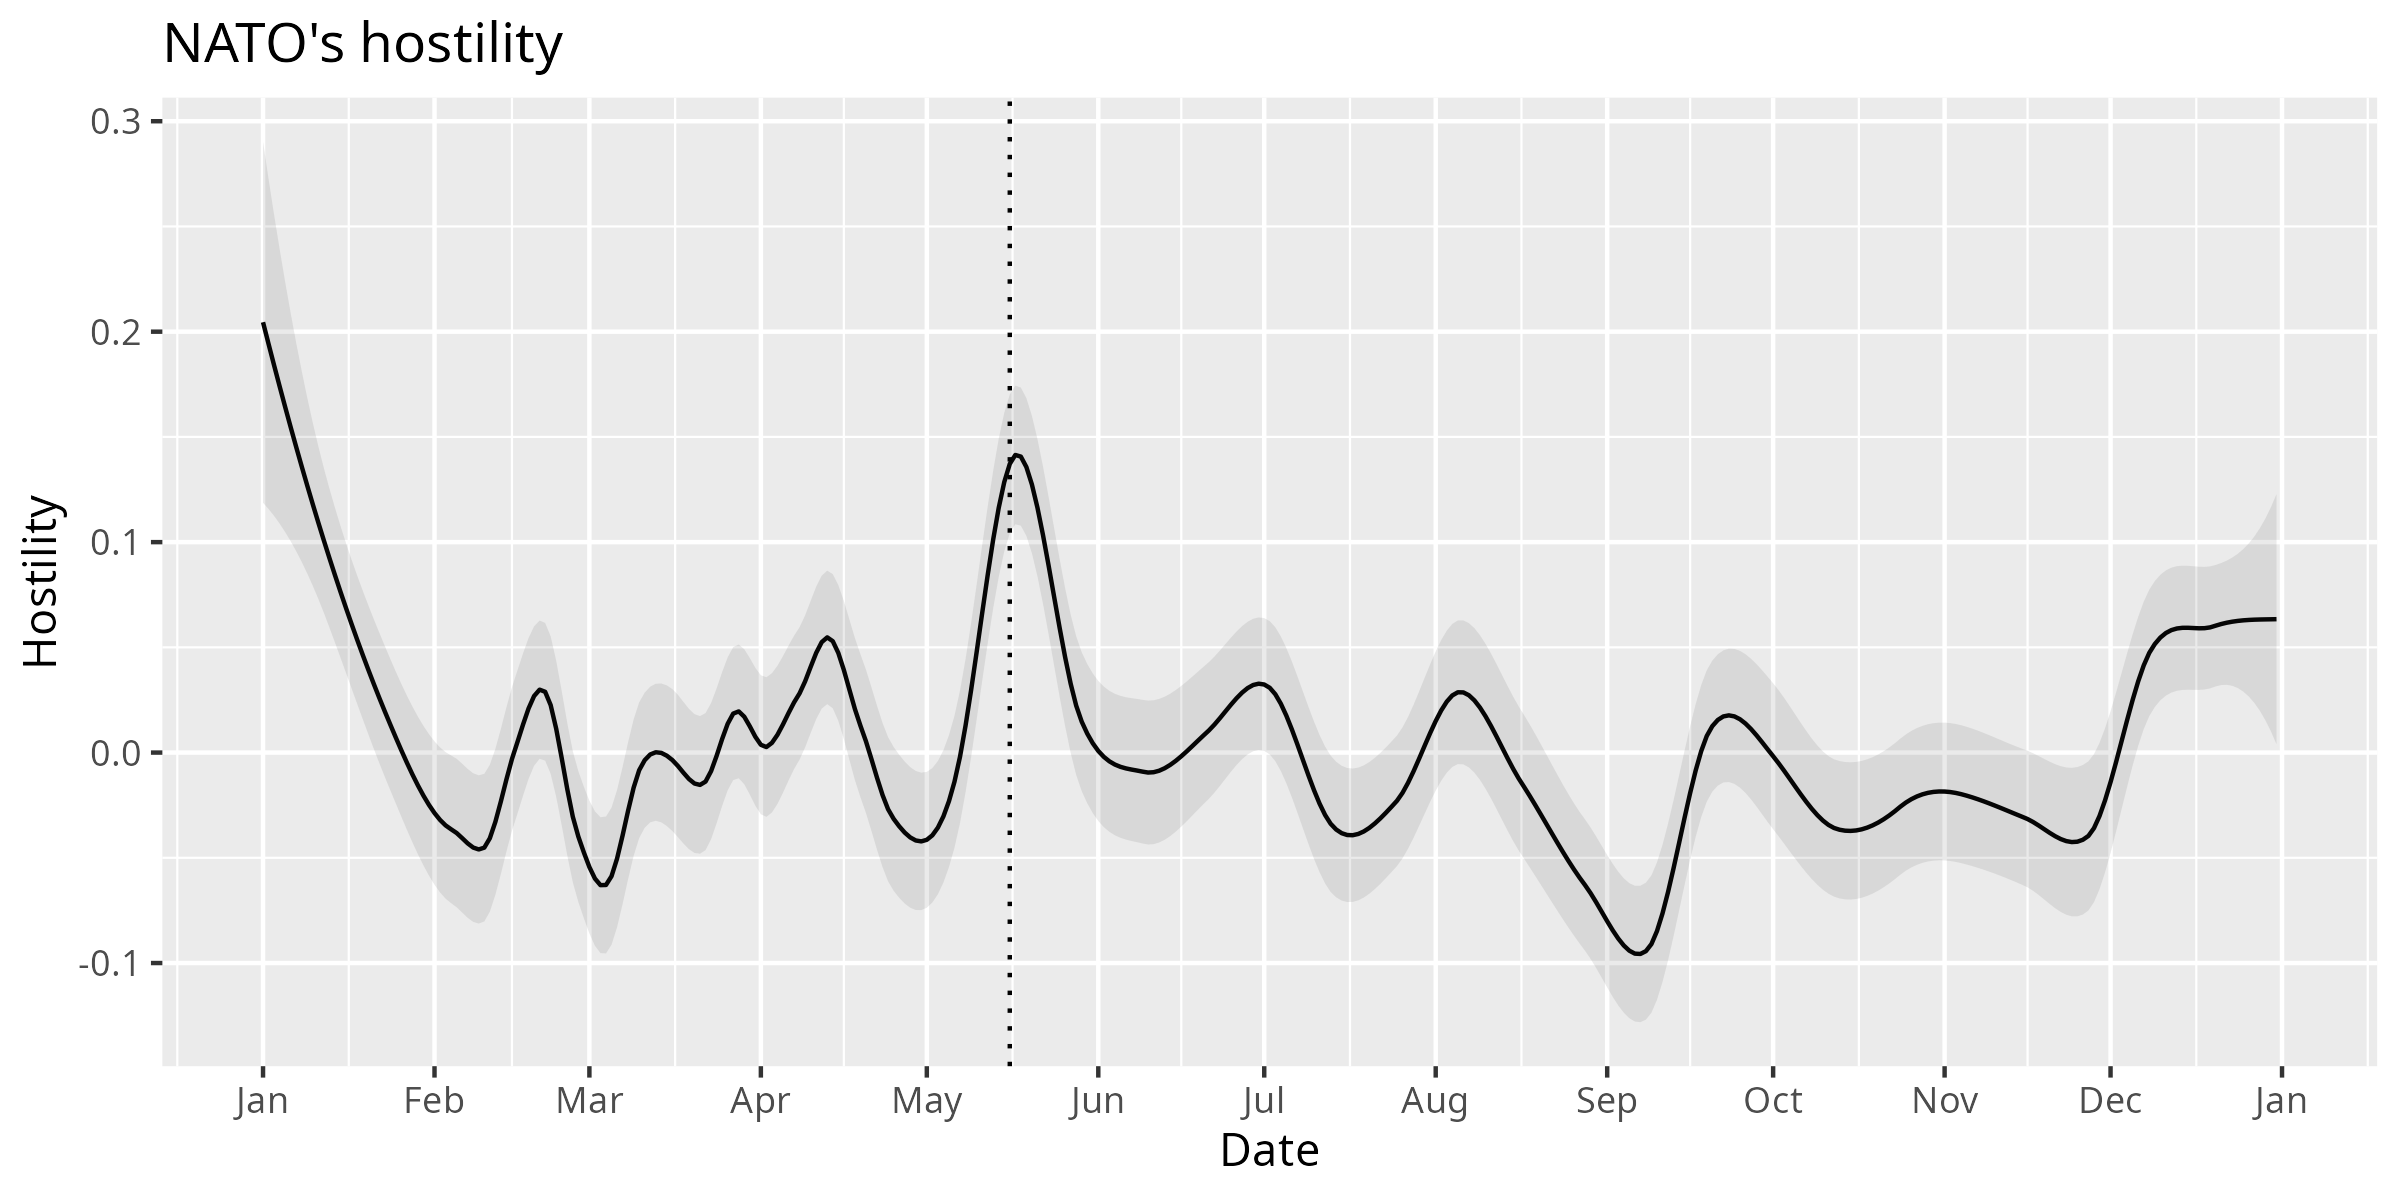 NATO's hostility
0.3
0.2
0.1
0.0
-0.1
Hostility
Jan Feb Mar Apr May Jun Jul Aug Sep Oct Nov Dec Jan
Date